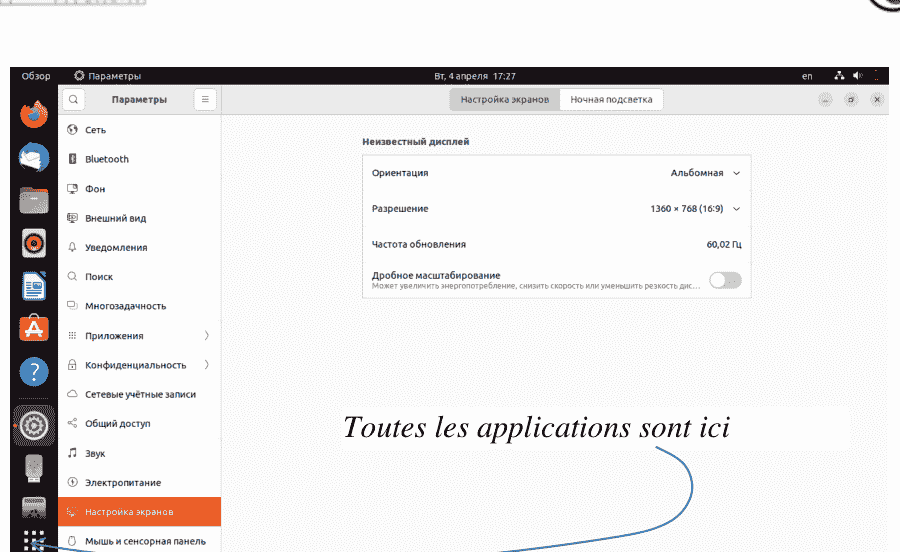 Обзор Параметры Вт, 4 апреля 17:27 en
Параметры Настройка экранов Ночная подсветка
Сеть
Bluetooth
Фон
Внешний вид
Уведомления
Поиск
Многозадачность
Приложения
Конфиденциальность
Сетевые учётные записи
Общий доступ
Звук
Электропитание
Настройка экранов
Мышь и сенсорная панель
Неизвестный дисплей
Ориентация Альбомная
Разрешение 1360 × 768 (16:9)
Частота обновления 60,02 Гц
Дробное масштабирование
Может увеличить энергопотребление, снизить скорость или уменьшить резкость дис...
Toutes les applications sont ici